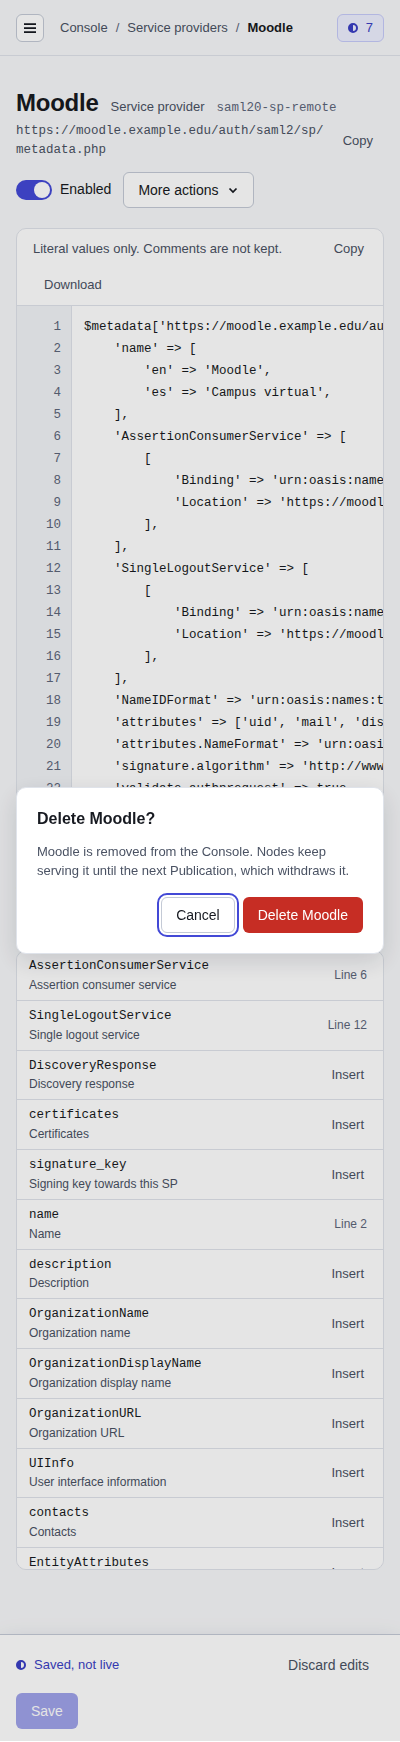 Console / Service providers / Moodle 7
Moodle Service provider saml20-sp-remote
https://moodle.example.edu/auth/saml2/sp/
metadata.php
Copy
Enabled More actions
Literal values only. Comments are not kept. Copy
Download
1 $metadata['https://moodle.example.edu/au
2 'name' => [
3 'en' => 'Moodle',
4 'es' => 'Campus virtual',
5 ],
6 'AssertionConsumerService' => [
7 [
8 'Binding' => 'urn:oasis:name
9 'Location' => 'https://moodl
10 ],
11 ],
12 'SingleLogoutService' => [
13 [
14 'Binding' => 'urn:oasis:name
15 'Location' => 'https://moodl
16 ],
17 ],
18 'NameIDFormat' => 'urn:oasis:names:t
19 'attributes' => ['uid', 'mail', 'dis
20 'attributes.NameFormat' => 'urn:oasi
21 'signature.algorithm' => 'http://www
22 'validate.authnrequest' => true
Delete Moodle?
Moodle is removed from the Console. Nodes keep
serving it until the next Publication, which withdraws it.
Cancel Delete Moodle
AssertionConsumerService
Assertion consumer service
Line 6
SingleLogoutService
Single logout service
Line 12
DiscoveryResponse
Discovery response
Insert
certificates
Certificates
Insert
signature_key
Signing key towards this SP
Insert
name
Name
Line 2
description
Description
Insert
OrganizationName
Organization name
Insert
OrganizationDisplayName
Organization display name
Insert
OrganizationURL
Organization URL
Insert
UIInfo
User interface information
Insert
contacts
Contacts
Insert
EntityAttributes
Saved, not live Discard edits
Save